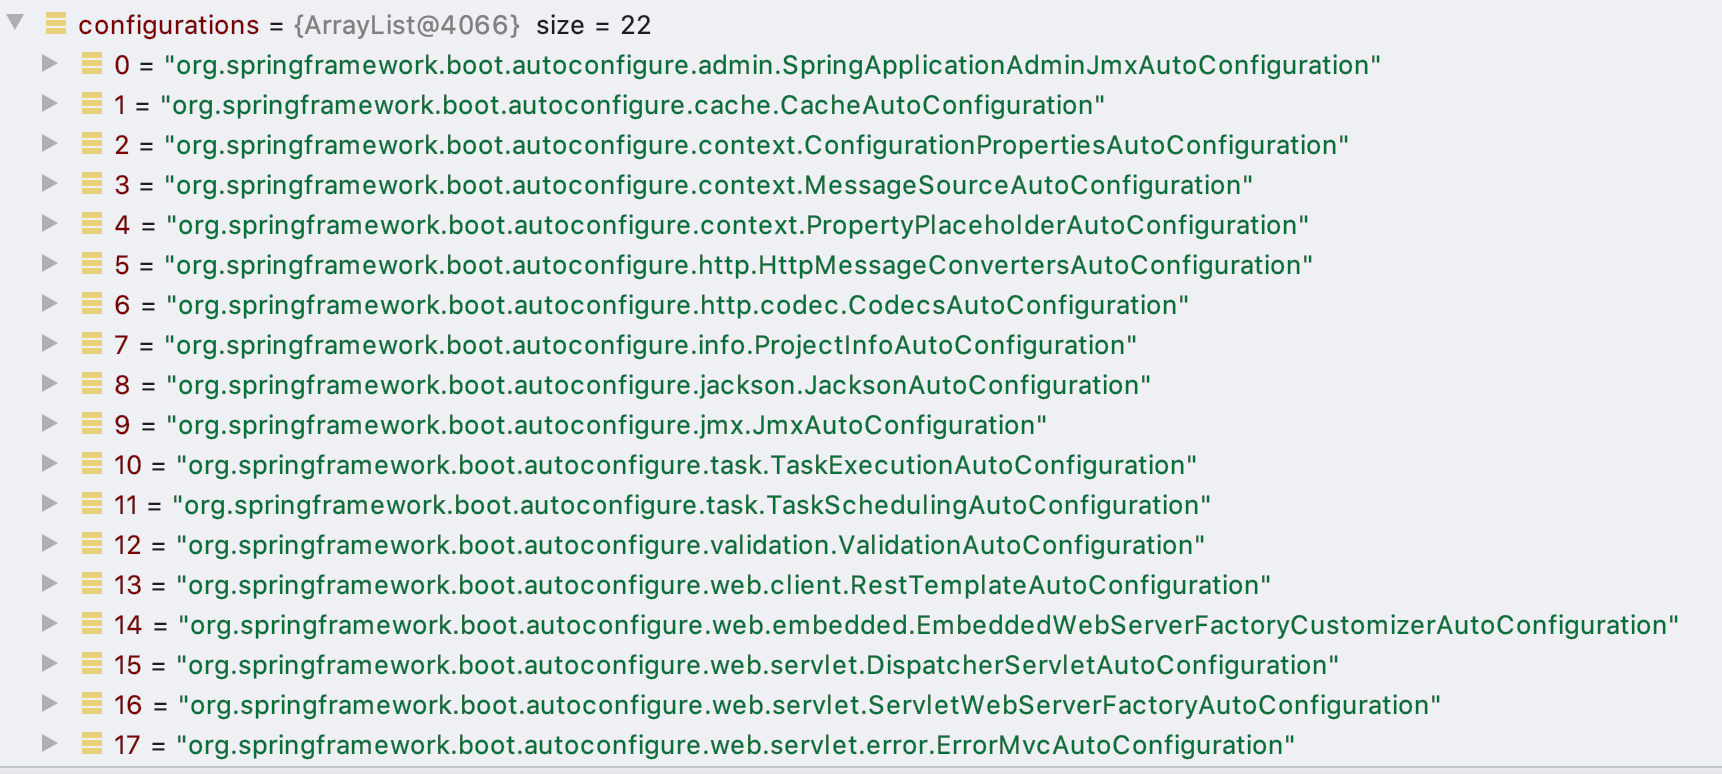 configurations = {ArrayList@4066} size = 22
0 = "org.springframework.boot.autoconfigure.admin.SpringApplicationAdminJmxAutoConfiguration"
1 = "org.springframework.boot.autoconfigure.cache.CacheAutoConfiguration"
2 = "org.springframework.boot.autoconfigure.context.ConfigurationPropertiesAutoConfiguration"
3 = "org.springframework.boot.autoconfigure.context.MessageSourceAutoConfiguration"
4 = "org.springframework.boot.autoconfigure.context.PropertyPlaceholderAutoConfiguration"
5 = "org.springframework.boot.autoconfigure.http.HttpMessageConvertersAutoConfiguration"
6 = "org.springframework.boot.autoconfigure.http.codec.CodecsAutoConfiguration"
7 = "org.springframework.boot.autoconfigure.info.ProjectInfoAutoConfiguration"
8 = "org.springframework.boot.autoconfigure.jackson.JacksonAutoConfiguration"
9 = "org.springframework.boot.autoconfigure.jmx.JmxAutoConfiguration"
10 = "org.springframework.boot.autoconfigure.task.TaskExecutionAutoConfiguration"
11 = "org.springframework.boot.autoconfigure.task.TaskSchedulingAutoConfiguration"
12 = "org.springframework.boot.autoconfigure.validation.ValidationAutoConfiguration"
13 = "org.springframework.boot.autoconfigure.web.client.RestTemplateAutoConfiguration"
14 = "org.springframework.boot.autoconfigure.web.embedded.EmbeddedWebServerFactoryCustomizerAutoConfiguration"
15 = "org.springframework.boot.autoconfigure.web.servlet.DispatcherServletAutoConfiguration"
16 = "org.springframework.boot.autoconfigure.web.servlet.ServletWebServerFactoryAutoConfiguration"
17 = "org.springframework.boot.autoconfigure.web.servlet.error.ErrorMvcAutoConfiguration"